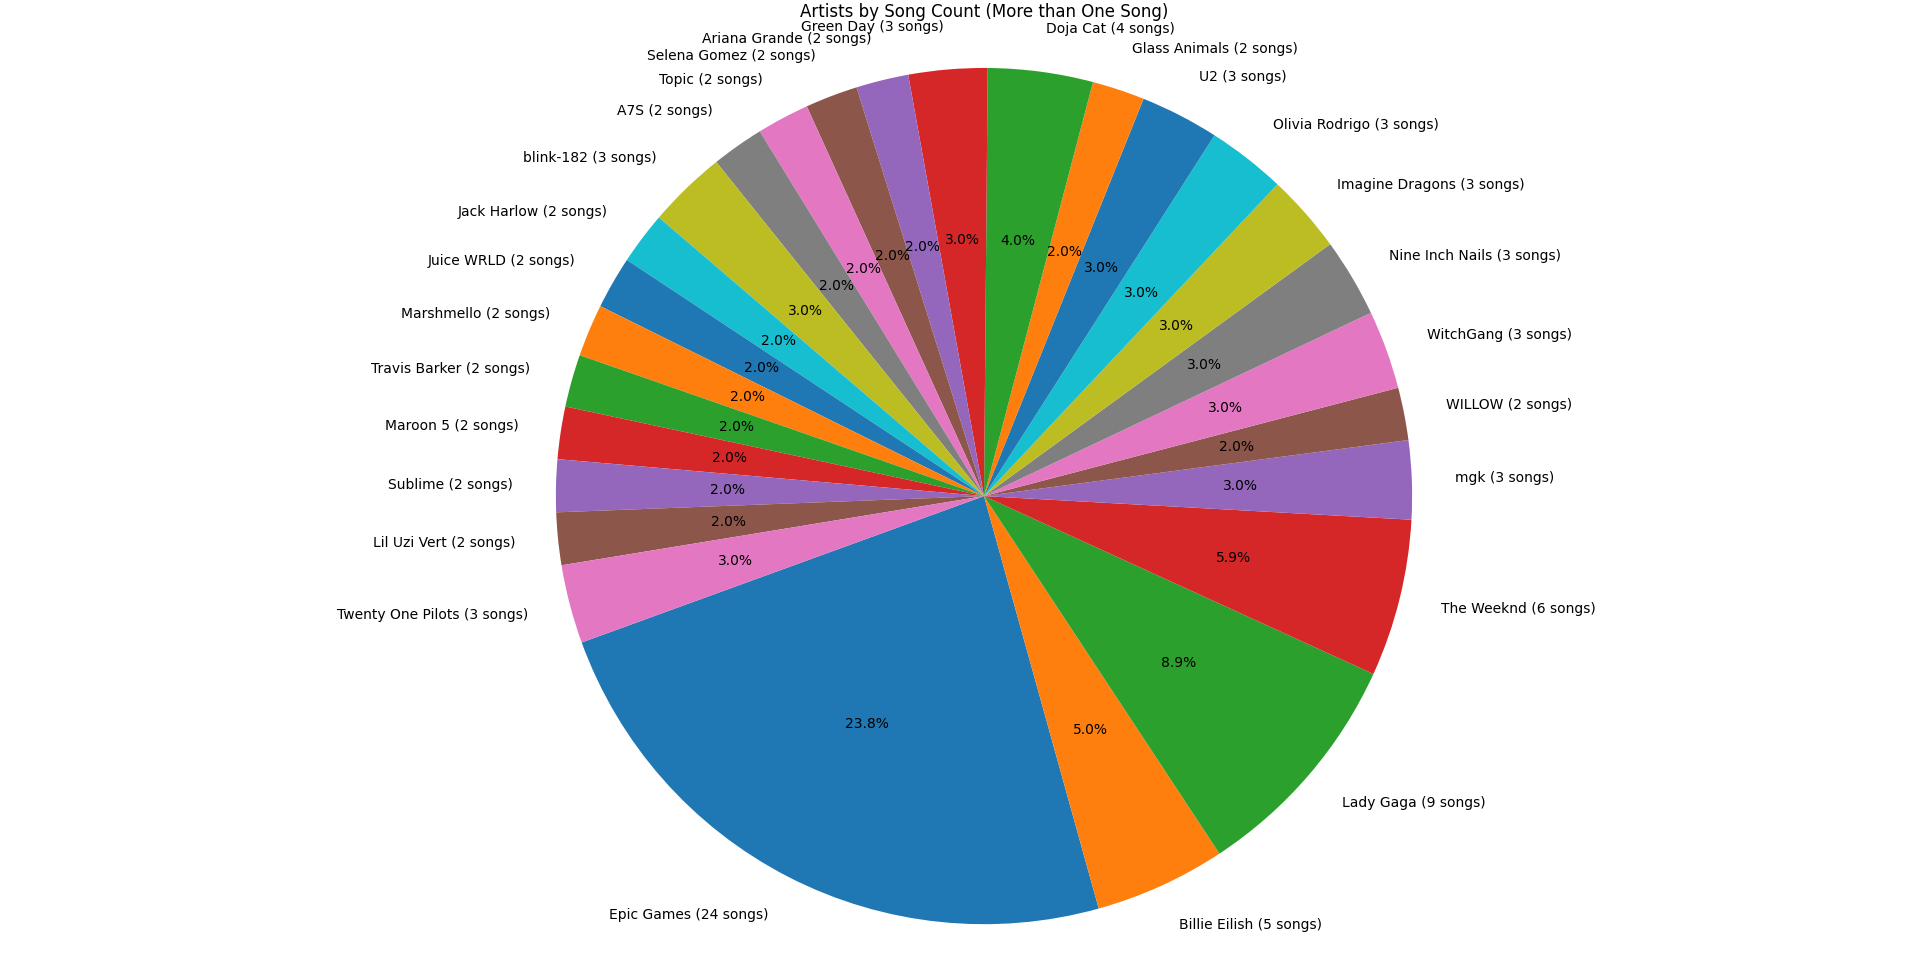 Artists by Song Count (More than One Song)
Green Day (3 songs)
Doja Cat (4 songs)
Ariana Grande (2 songs)
Glass Animals (2 songs)
Selena Gomez (2 songs)
U2 (3 songs)
Topic (2 songs)
A7S (2 songs)
Olivia Rodrigo (3 songs)
blink-182 (3 songs)
Imagine Dragons (3 songs)
Jack Harlow (2 songs)
Nine Inch Nails (3 songs)
Juice WRLD (2 songs)
Marshmello (2 songs)
WitchGang (3 songs)
Travis Barker (2 songs)
WILLOW (2 songs)
Maroon 5 (2 songs)
mgk (3 songs)
Sublime (2 songs)
Lil Uzi Vert (2 songs)
The Weeknd (6 songs)
Twenty One Pilots (3 songs)
Lady Gaga (9 songs)
Epic Games (24 songs)
Billie Eilish (5 songs)
3.0%
4.0%
2.0%
2.0%
2.0%
3.0%
2.0%
2.0%
3.0%
3.0%
3.0%
2.0%
3.0%
2.0%
2.0%
3.0%
2.0%
2.0%
2.0%
3.0%
2.0%
2.0%
5.9%
3.0%
8.9%
23.8%
5.0%